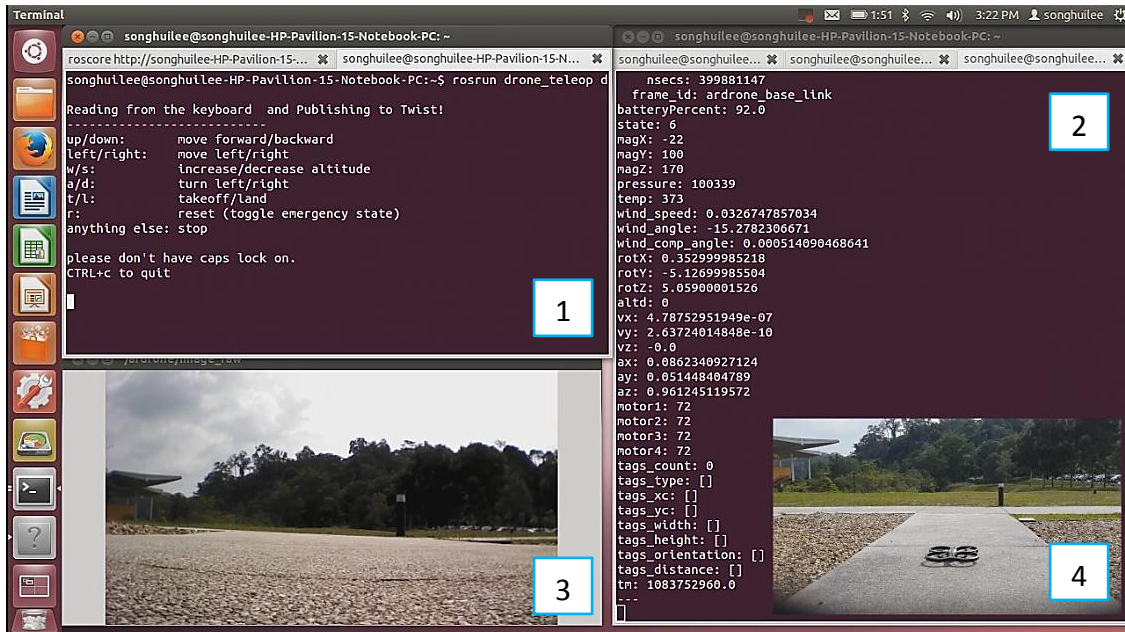 Terminal
1:51
3:22 PM
songhuilee
songhuilee@songhuilee-HP-Pavilion-15-Notebook-PC: ~
roscore http://songhuilee-HP-Pavilion-15-...
songhuilee@songhuilee-HP-Pavilion-15-N...
songhuilee@songhuilee-HP-Pavilion-15-Notebook-PC:~$ rosrun drone_teleop d
Reading from the keyboard  and Publishing to Twist!
---------------------------
up/down:       move forward/backward
left/right:    move left/right
w/s:           increase/decrease altitude
a/d:           turn left/right
t/l:           takeoff/land
r:             reset (toggle emergency state)
anything else: stop
please don't have caps lock on.
CTRL+c to quit
1
/ardrone/image_raw
3
songhuilee@songhuilee-HP-Pavilion-15-Notebook-PC: ~
songhuilee@songhuilee...
songhuilee@songhuilee...
songhuilee@songhuilee...
nsecs: 399881147
frame_id: ardrone_base_link
batteryPercent: 92.0
state: 6
magX: -22
magY: 100
magZ: 170
pressure: 100339
temp: 373
wind_speed: 0.0326747857034
wind_angle: -15.2782306671
wind_comp_angle: 0.000514090468641
rotX: 0.352999985218
rotY: -5.12699985504
rotZ: 5.05900001526
altd: 0
vx: 4.78752951949e-07
vy: 2.63724014848e-10
vz: -0.0
ax: 0.0862340927124
ay: 0.051448404789
az: 0.961245119572
motor1: 72
motor2: 72
motor3: 72
motor4: 72
tags_count: 0
tags_type: []
tags_xc: []
tags_yc: []
tags_width: []
tags_height: []
tags_orientation: []
tags_distance: []
tm: 1083752960.0
---
2
4